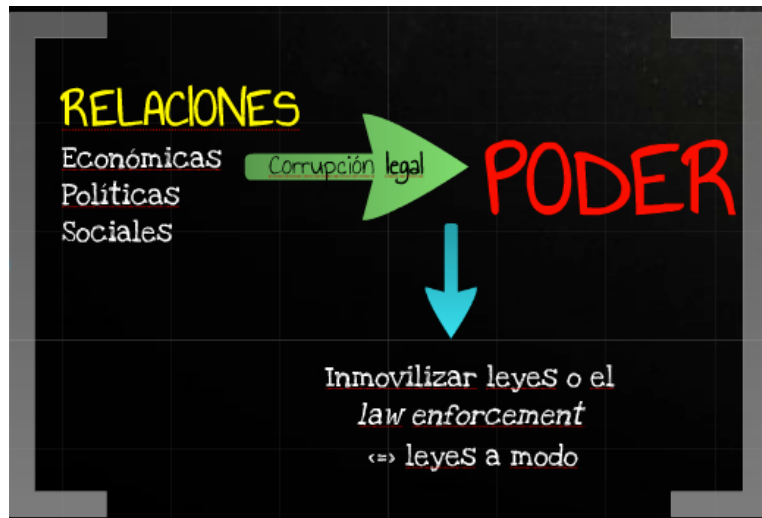 RELACIONES
Económicas
Políticas
Sociales
Corrupción legal
PODER
Inmovilizar leyes o el
law enforcement
<=> leyes a modo